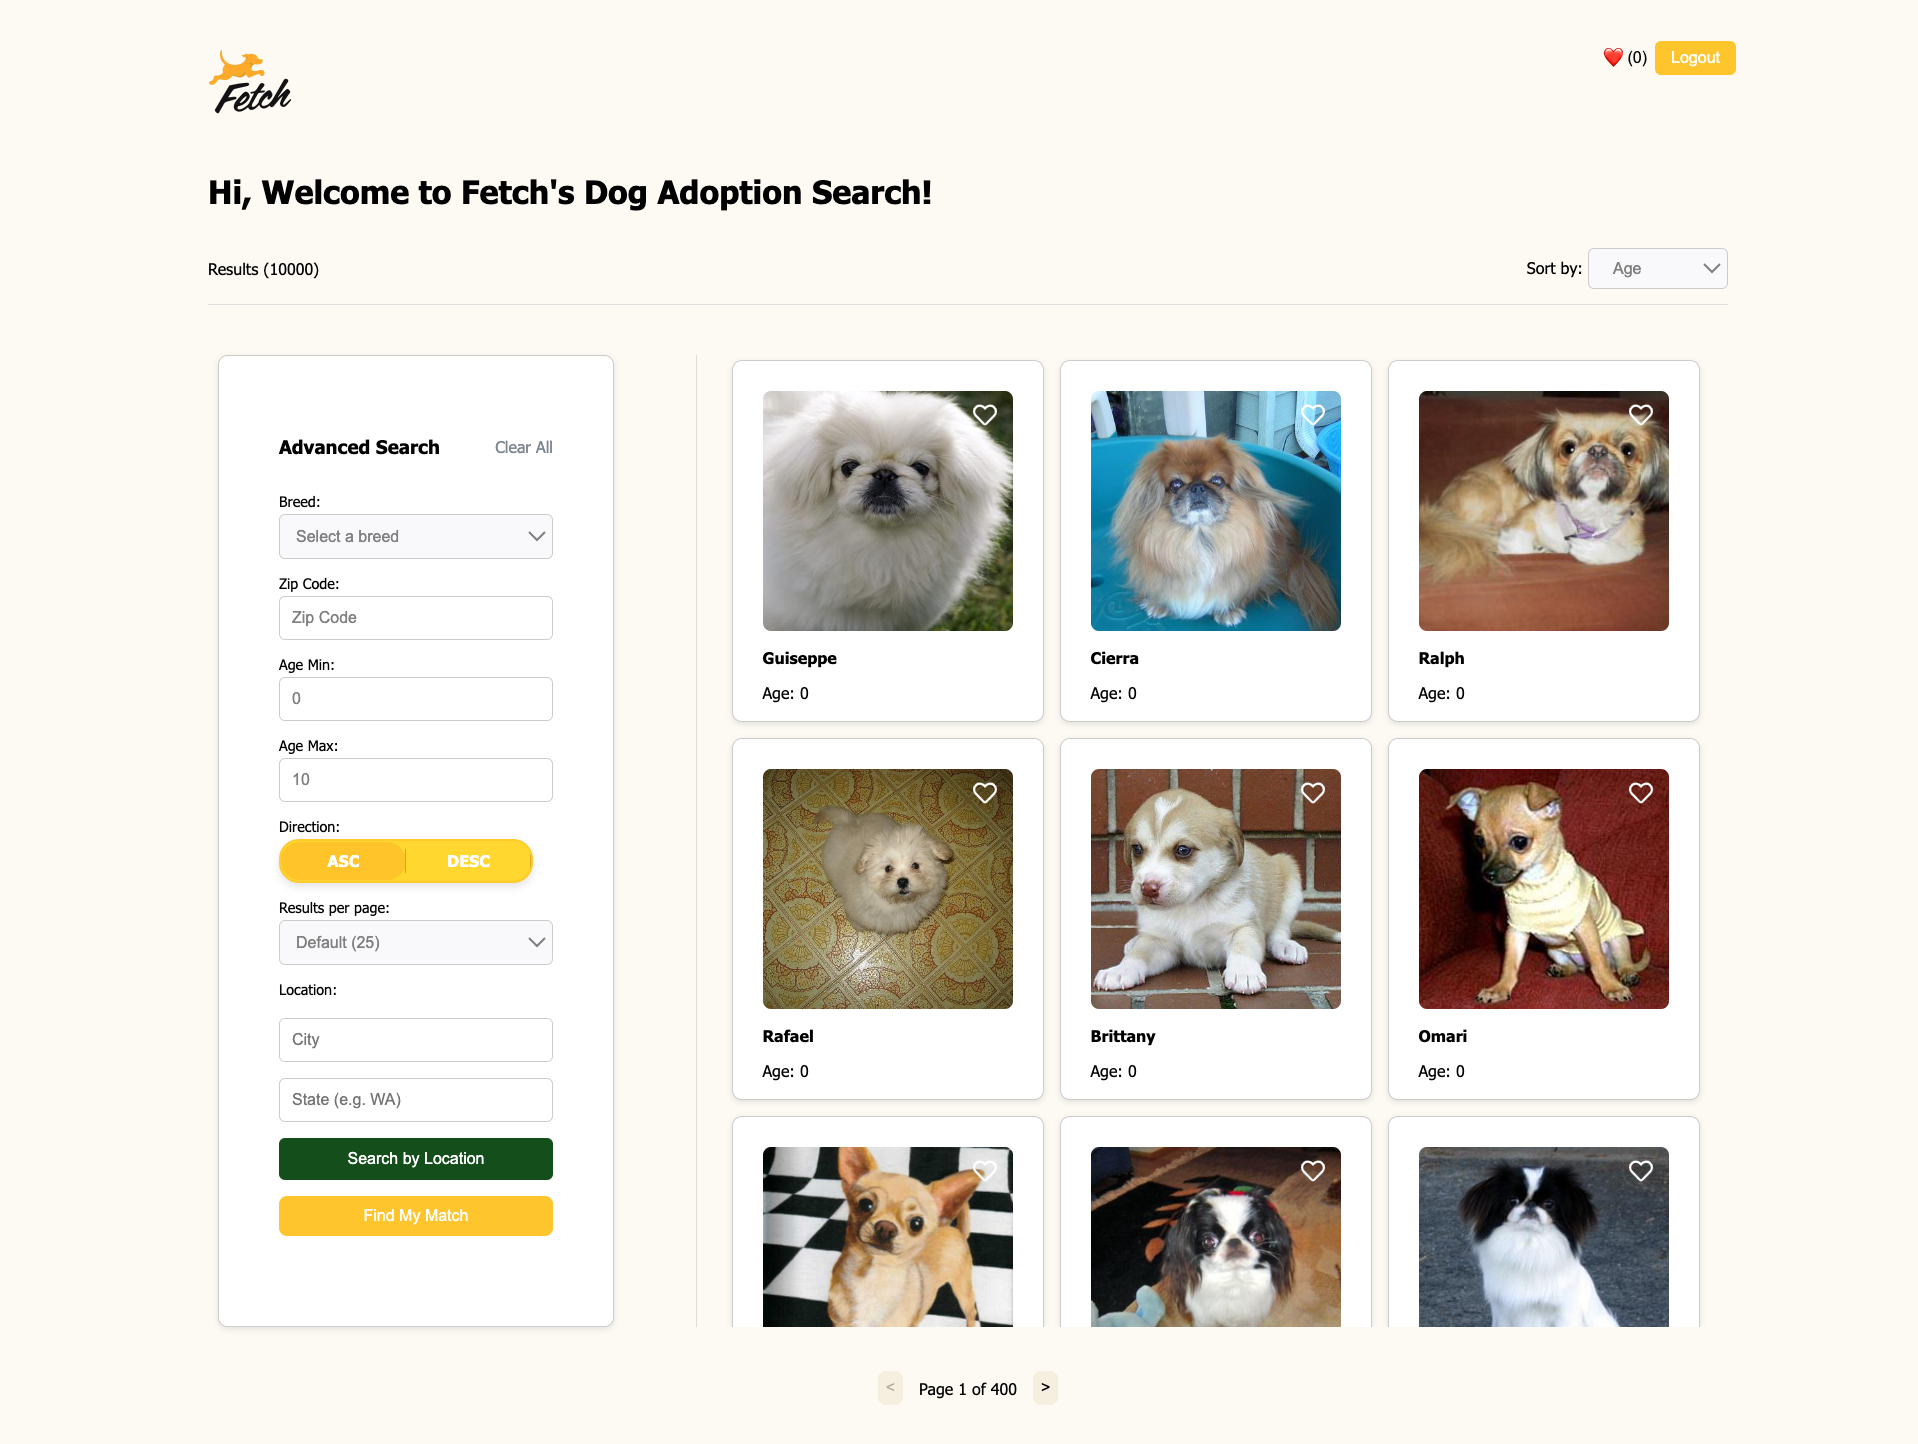 ❤️ (0) Logout
Fetch
Hi, Welcome to Fetch's Dog Adoption Search!
Results (10000)
Sort by: Age
Advanced Search Clear All
Breed:
Select a breed
Zip Code:
Zip Code
Age Min:
0
Age Max:
10
Direction:
ASC DESC
Results per page:
Default (25)
Location:
City
State (e.g. WA)
Search by Location
Find My Match
Guiseppe
Age: 0
Cierra
Age: 0
Ralph
Age: 0
Rafael
Age: 0
Brittany
Age: 0
Omari
Age: 0
< Page 1 of 400 >